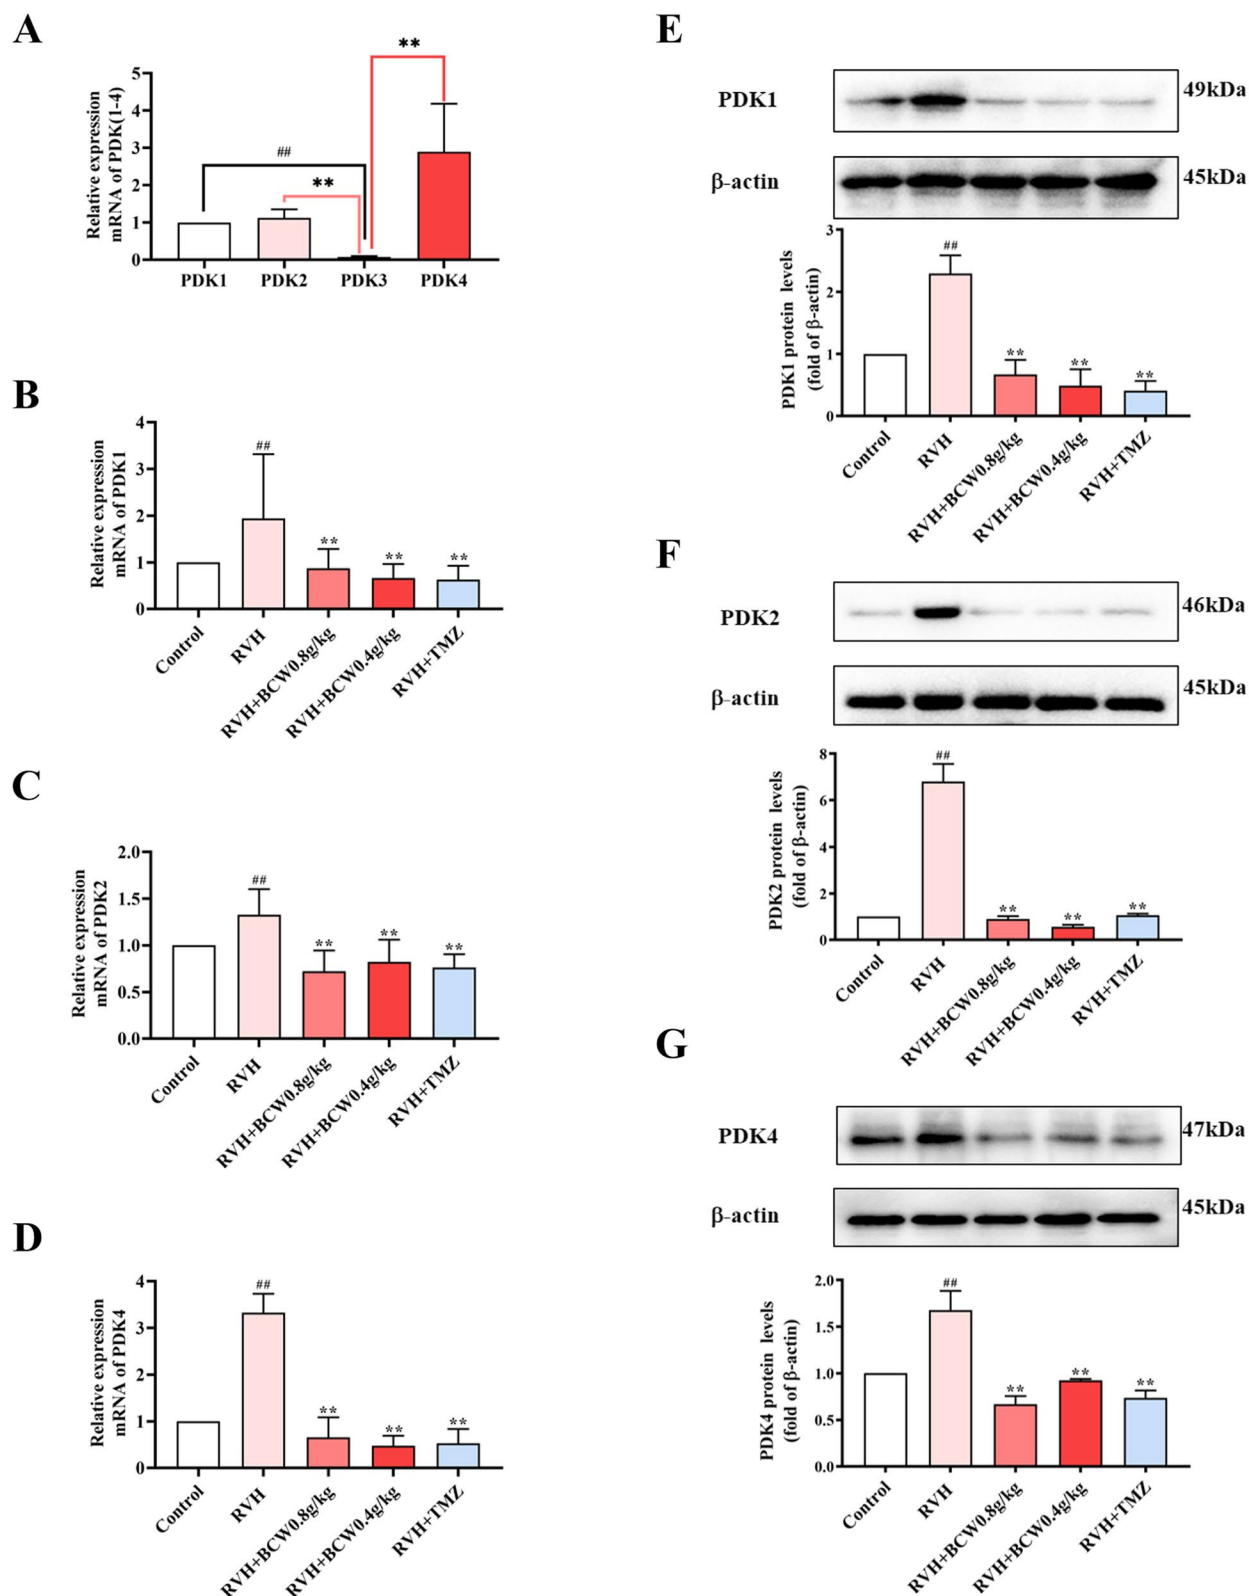 A
Relative expression
mRNA of PDK(1-4)
5
4
3
2
1
0
##
**
**
PDK1 PDK2 PDK3 PDK4
B
Relative expression
mRNA of PDK1
4
3
2
1
0
##
**
**
**
Control
RVH
RVH+BCW0.8g/kg
RVH+BCW0.4g/kg
RVH+TMZ
C
Relative expression
mRNA of PDK2
2.0
1.5
1.0
0.5
0.0
##
**
**
**
Control
RVH
RVH+BCW0.8g/kg
RVH+BCW0.4g/kg
RVH+TMZ
D
Relative expression
mRNA of PDK4
4
3
2
1
0
##
**
**
**
Control
RVH
RVH+BCW0.8g/kg
RVH+BCW0.4g/kg
RVH+TMZ
E
PDK1
49kDa
β-actin
45kDa
PDK1 protein levels
(fold of β-actin)
3
2
1
0
##
**
**
**
Control
RVH
RVH+BCW0.8g/kg
RVH+BCW0.4g/kg
RVH+TMZ
F
PDK2
46kDa
β-actin
45kDa
PDK2 protein levels
(fold of β-actin)
8
6
4
2
0
##
**
**
**
Control
RVH
RVH+BCW0.8g/kg
RVH+BCW0.4g/kg
RVH+TMZ
G
PDK4
47kDa
β-actin
45kDa
PDK4 protein levels
(fold of β-actin)
2.0
1.5
1.0
0.5
0.0
##
**
**
**
Control
RVH
RVH+BCW0.8g/kg
RVH+BCW0.4g/kg
RVH+TMZ